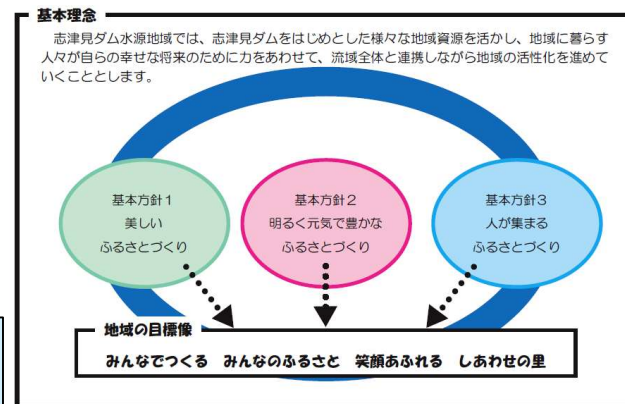 基本理念
志津見ダム水源地域では、志津見ダムをはじめとした様々な地域資源を活かし、地域に暮らす
人々が自らの幸せな将来のために力をあわせて、流域全体と連携しながら地域の活性化を進めて
いくこととします。
基本方針1
美しい
ふるさとづくり
基本方針2
明るく元気で豊かな
ふるさとづくり
基本方針3
人が集まる
ふるさとづくり
地域の目標像
みんなでつくる みんなのふるさと 笑顔あふれる しあわせの里